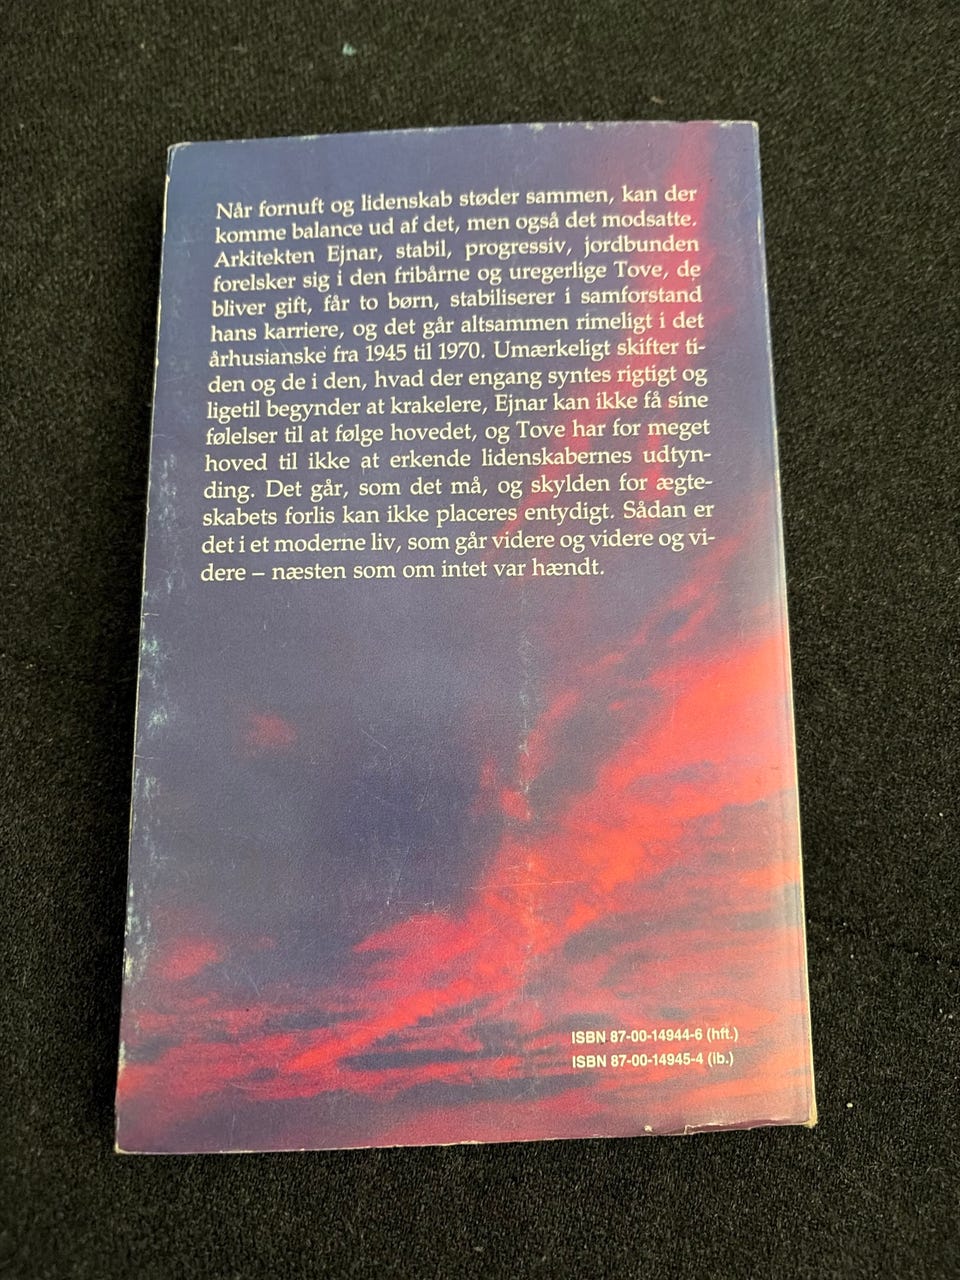 Når fornuft og lidenskab støder sammen, kan der
komme balance ud af det, men også det modsatte.
Arkitekten Ejnar, stabil, progressiv, jordbunden
forelsker sig i den fribårne og uregerlige Tove, de
bliver gift, får to børn, stabiliserer i samforstand
hans karriere, og det går altsammen rimeligt i det
århusianske fra 1945 til 1970. Umærkeligt skifter ti-
den og de i den, hvad der engang syntes rigtigt og
ligetil begynder at krakelere, Ejnar kan ikke få sine
følelser til at følge hovedet, og Tove har for meget
hoved til ikke at erkende lidenskabernes udtyn-
ding. Det går, som det må, og skylden for ægte-
skabets forlis kan ikke placeres entydigt. Sådan er
det i et moderne liv, som går videre og videre og vi-
dere – næsten som om intet var hændt.
ISBN 87-00-14944-6 (hft.)
ISBN 87-00-14945-4 (ib.)